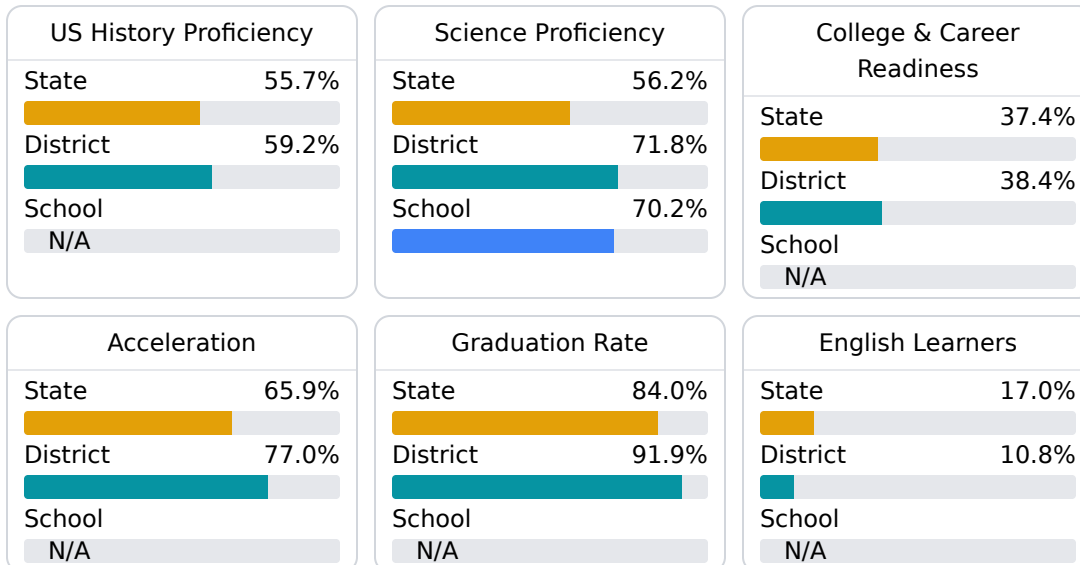 US History Proficiency
State 55.7%
District 59.2%
School
N/A
Science Proficiency
State 56.2%
District 71.8%
School 70.2%
College & Career
Readiness
State 37.4%
District 38.4%
School
N/A
Acceleration
State 65.9%
District 77.0%
School
N/A
Graduation Rate
State 84.0%
District 91.9%
School
N/A
English Learners
State 17.0%
District 10.8%
School
N/A